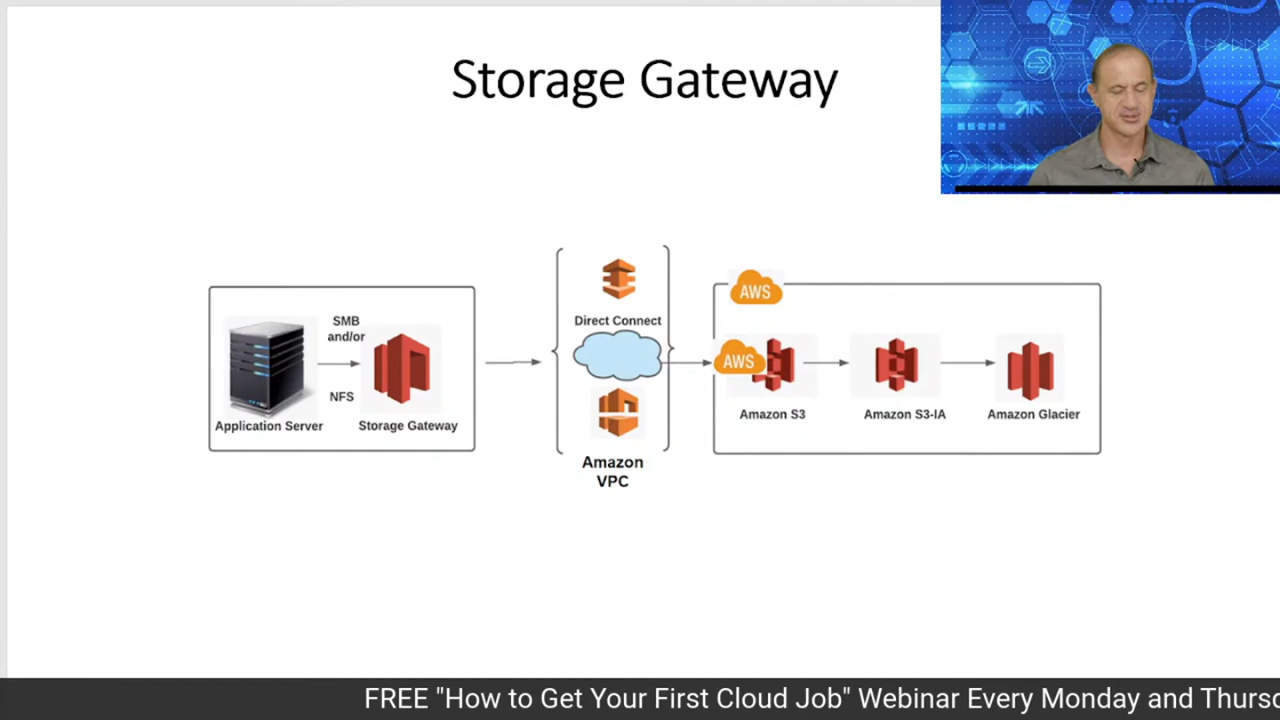 Storage Gateway
SMB
and/or
NFS
Application Server
Storage Gateway
Direct Connect
Amazon
VPC
AWS
AWS
Amazon S3
Amazon S3-IA
Amazon Glacier
FREE "How to Get Your First Cloud Job" Webinar Every Monday and